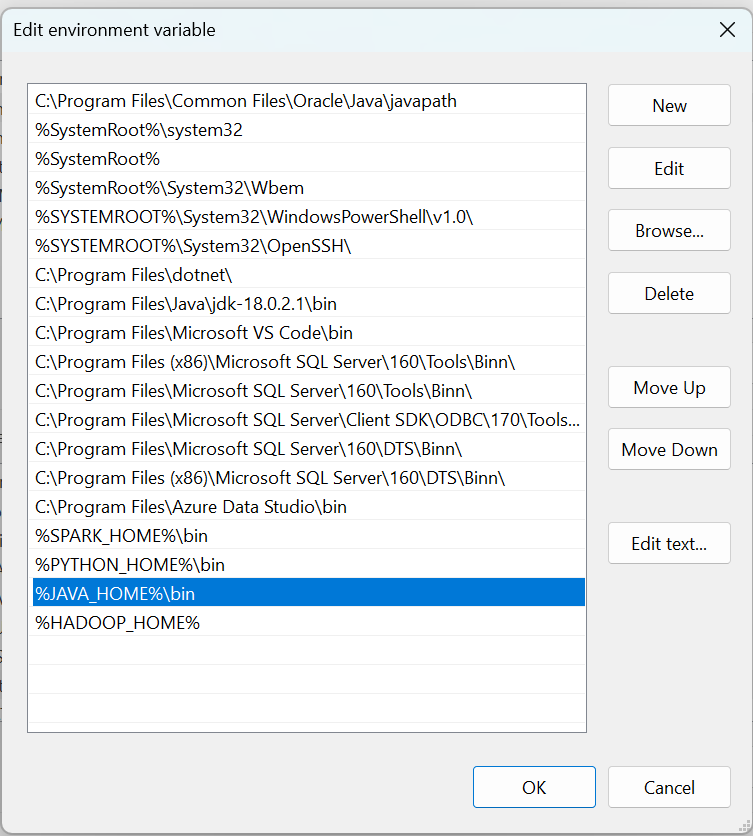 Edit environment variable
C:\Program Files\Common Files\Oracle\Java\javapath
%SystemRoot%\system32
%SystemRoot%
%SystemRoot%\System32\Wbem
%SYSTEMROOT%\System32\WindowsPowerShell\v1.0\
%SYSTEMROOT%\System32\OpenSSH\
C:\Program Files\dotnet\
C:\Program Files\Java\jdk-18.0.2.1\bin
C:\Program Files\Microsoft VS Code\bin
C:\Program Files (x86)\Microsoft SQL Server\160\Tools\Binn\
C:\Program Files\Microsoft SQL Server\160\Tools\Binn\
C:\Program Files\Microsoft SQL Server\Client SDK\ODBC\170\Tools...
C:\Program Files\Microsoft SQL Server\160\DTS\Binn\
C:\Program Files (x86)\Microsoft SQL Server\160\DTS\Binn\
C:\Program Files\Azure Data Studio\bin
%SPARK_HOME%\bin
%PYTHON_HOME%\bin
%JAVA_HOME%\bin
%HADOOP_HOME%
New
Edit
Browse...
Delete
Move Up
Move Down
Edit text...
OK
Cancel